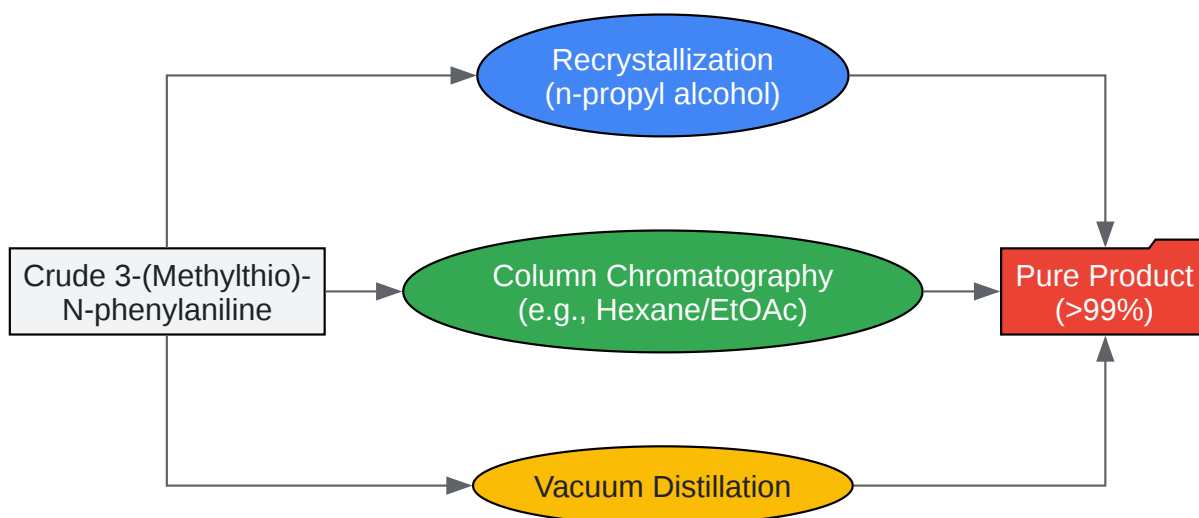 Recrystallization
(n-propyl alcohol)
Crude 3-(Methylthio)-
N-phenylaniline
Column Chromatography
(e.g., Hexane/EtOAc)
Pure Product
(>99%)
Vacuum Distillation